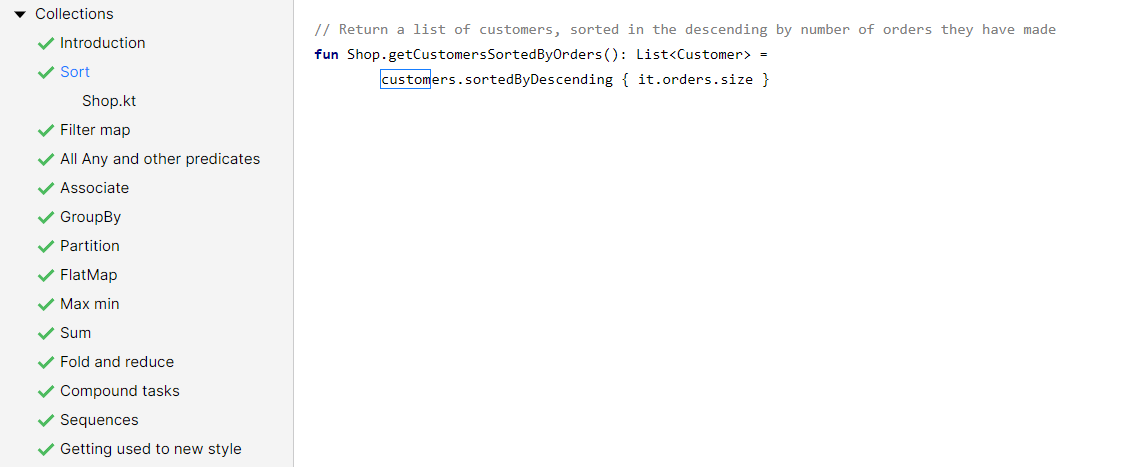 Collections
Introduction
Sort
Shop.kt
Filter map
All Any and other predicates
Associate
GroupBy
Partition
FlatMap
Max min
Sum
Fold and reduce
Compound tasks
Sequences
Getting used to new style
// Return a list of customers, sorted in the descending by number of orders they have made
fun Shop.getCustomersSortedByOrders(): List<Customer> =
customers.sortedByDescending { it.orders.size }